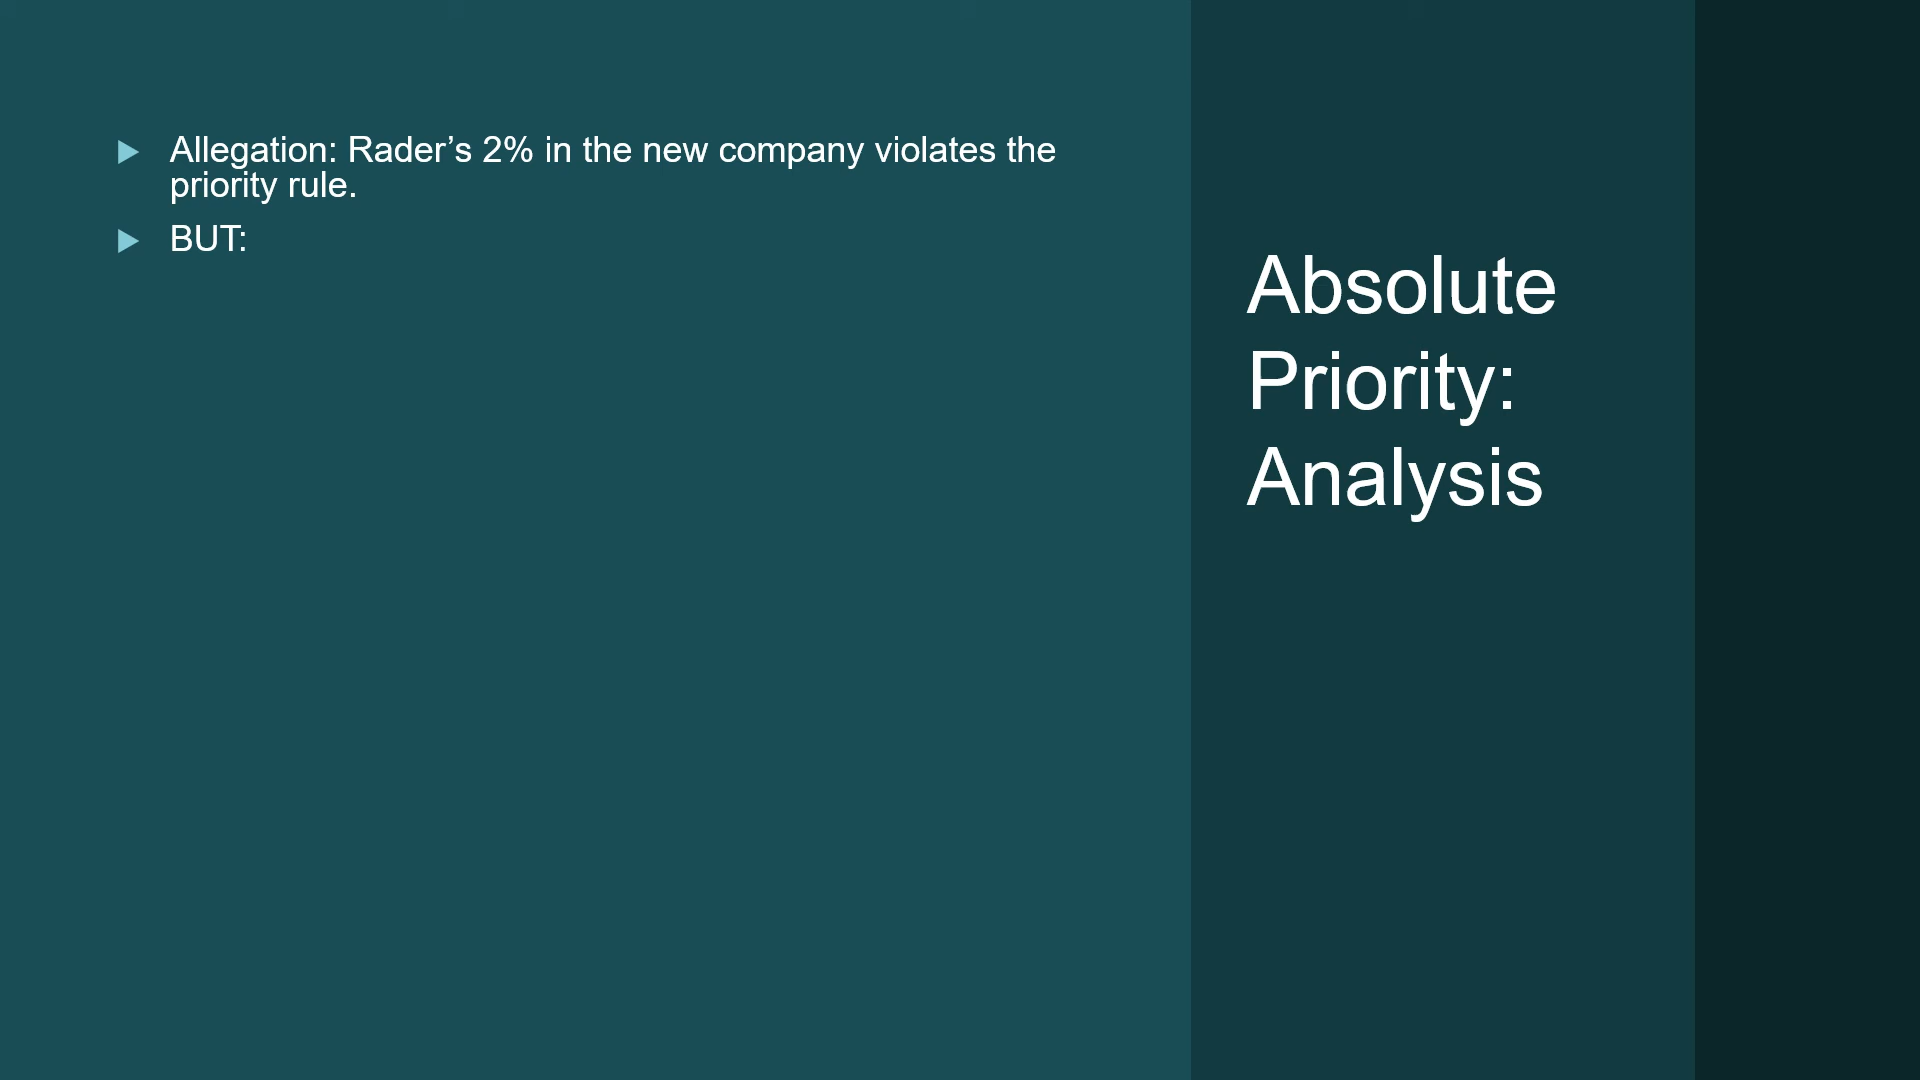 Allegation: Rader’s 2% in the new company violates the
priority rule.
BUT:
Absolute
Priority:
Analysis